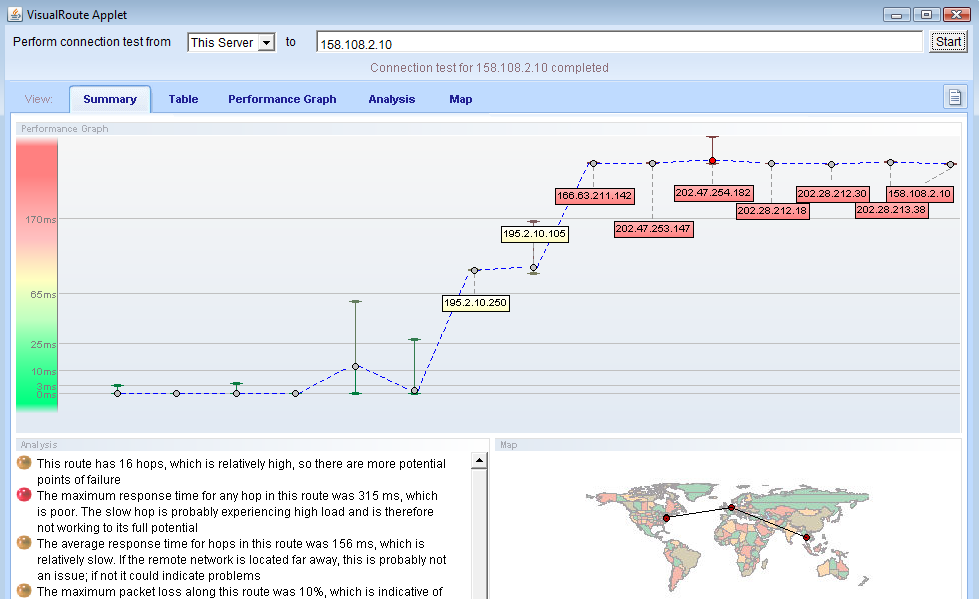 VisualRoute Applet
Perform connection test from This Server to 158.108.2.10 Start
Connection test for 158.108.2.10 completed
View: Summary Table Performance Graph Analysis Map
Performance Graph
170ms
65ms
25ms
10ms
3ms
0ms
195.2.10.250
195.2.10.105
166.63.211.142
202.47.253.147
202.47.254.182
202.28.212.18
202.28.212.30
202.28.213.38
158.108.2.10
Analysis
This route has 16 hops, which is relatively high, so there are more potential
points of failure
The maximum response time for any hop in this route was 315 ms, which
is poor. The slow hop is probably experiencing high load and is therefore
not working to its full potential
The average response time for hops in this route was 156 ms, which is
relatively slow. If the remote network is located far away, this is probably not
an issue; if not it could indicate problems
The maximum packet loss along this route was 10%, which is indicative of
Map